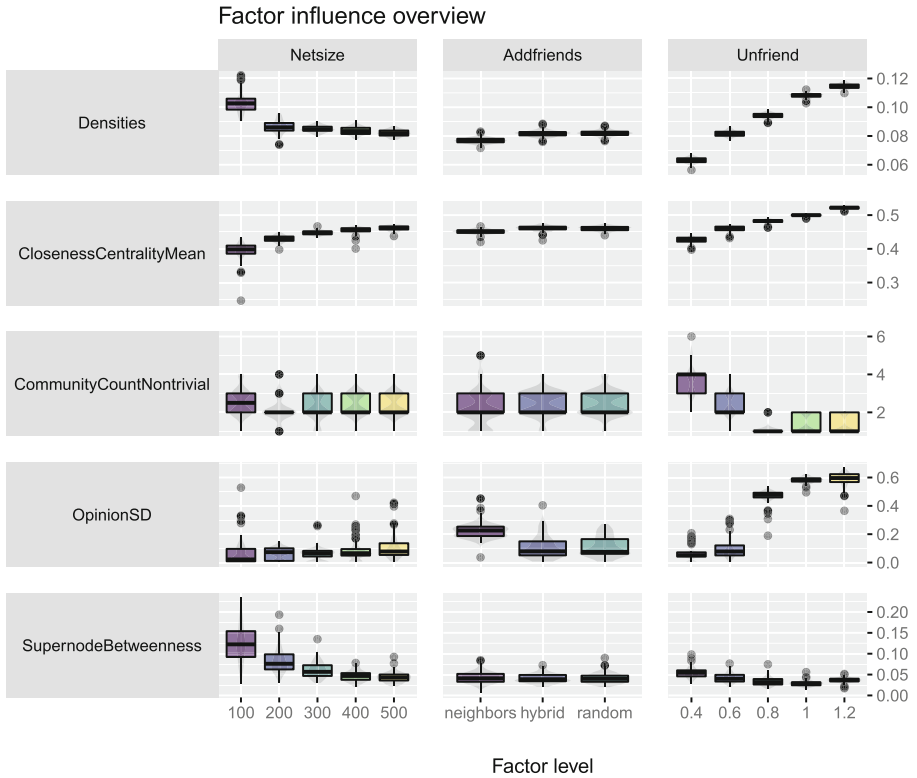 Factor influence overview
Netsize Addfriends Unfriend
Densities
0.12
0.10
0.08
0.06
ClosenessCentralityMean
0.5
0.4
0.3
CommunityCountNontrivial
6
4
2
OpinionSD
0.6
0.4
0.2
0.0
SupernodeBetweenness
0.20
0.15
0.10
0.05
0.00
100 200 300 400 500 neighbors hybrid random 0.4 0.6 0.8 1 1.2
Factor level